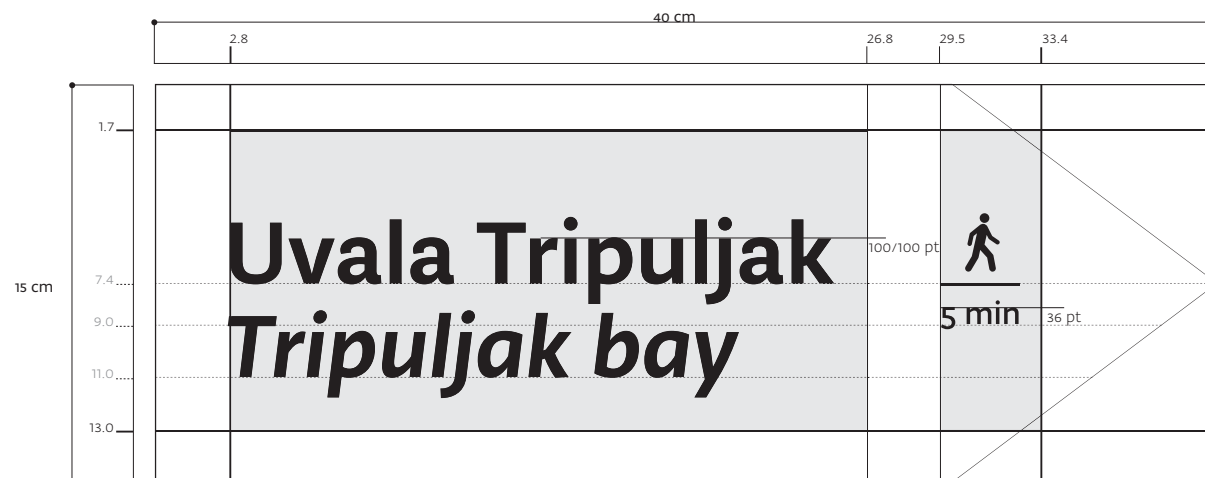 40 cm
2.8 26.8 29.5 33.4
1.7
Uvala Tripuljak
100/100 pt
7.4
15 cm
Tripuljak bay
5 min
36 pt
9.0
11.0
13.0